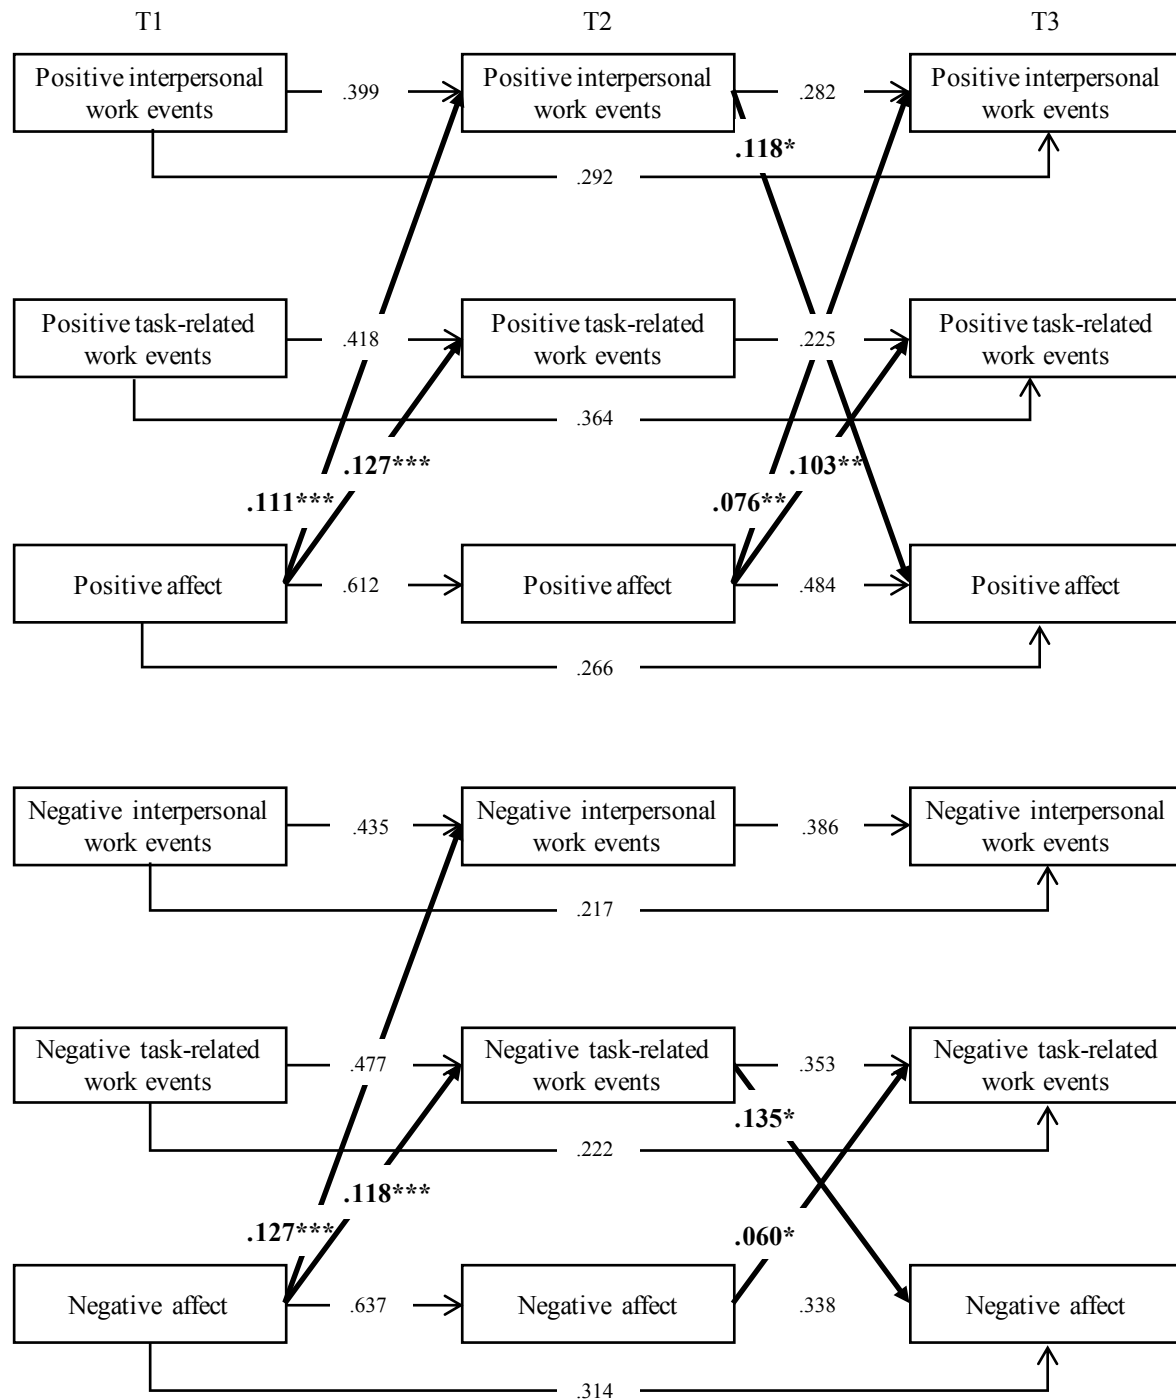 T1 T2 T3
Positive interpersonal work events
.399
Positive interpersonal work events
.282
Positive interpersonal work events
.118*
.292
Positive task-related work events
.418
Positive task-related work events
.225
Positive task-related work events
.364
.127***
.103**
.111***
.076**
Positive affect
.612
Positive affect
.484
Positive affect
.266
Negative interpersonal work events
.435
Negative interpersonal work events
.386
Negative interpersonal work events
.217
Negative task-related work events
.477
Negative task-related work events
.353
Negative task-related work events
.135*
.222
.118***
.127***
.060*
Negative affect
.637
Negative affect
.338
Negative affect
.314